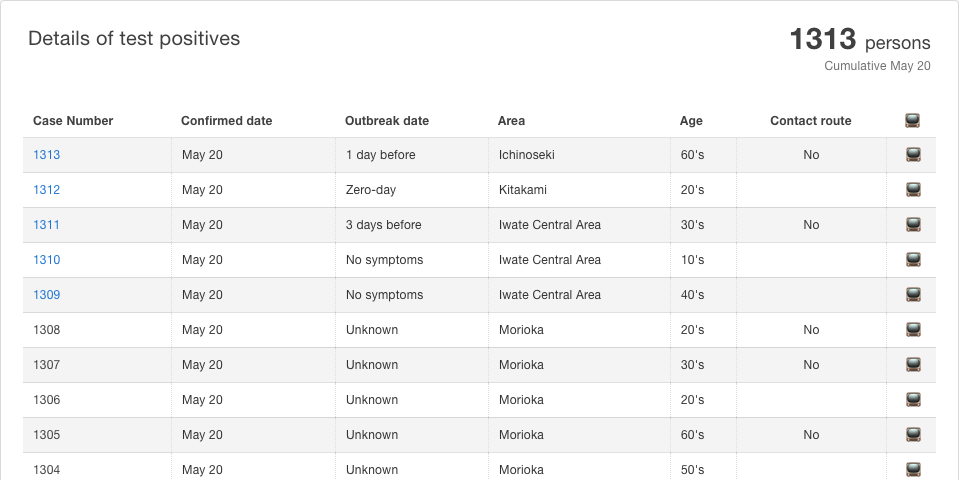 Details of test positives
1313 persons
Cumulative May 20
Case Number Confirmed date Outbreak date Area Age Contact route
1313 May 20 1 day before Ichinoseki 60's No
1312 May 20 Zero-day Kitakami 20's
1311 May 20 3 days before Iwate Central Area 30's No
1310 May 20 No symptoms Iwate Central Area 10's
1309 May 20 No symptoms Iwate Central Area 40's
1308 May 20 Unknown Morioka 20's No
1307 May 20 Unknown Morioka 30's No
1306 May 20 Unknown Morioka 20's
1305 May 20 Unknown Morioka 60's No
1304 May 20 Unknown Morioka 50's